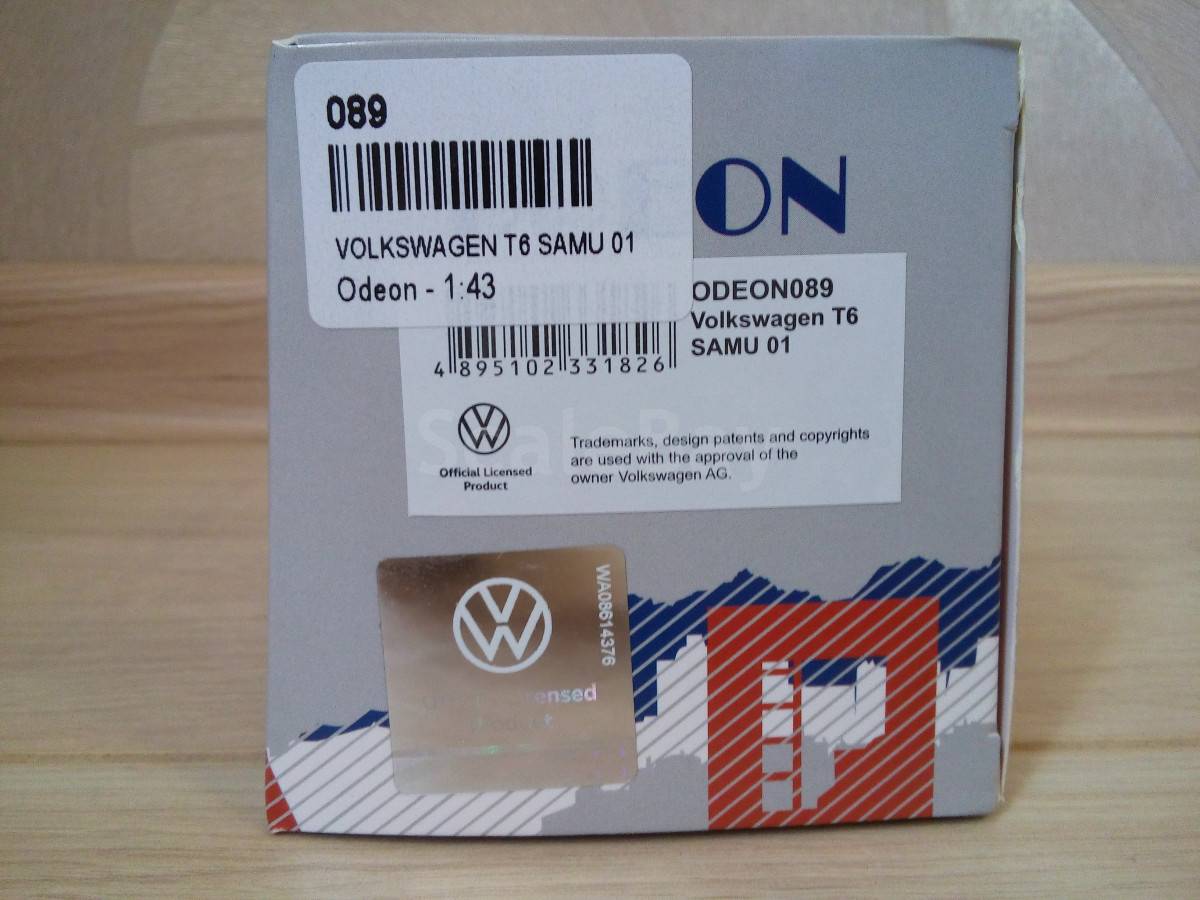 089
VOLKSWAGEN T6 SAMU 01
Odeon - 1:43
ON
ODEON089
Volkswagen T6
SAMU 01
4 895102 331826
Official Licensed
Product
Trademarks, design patents and copyrights
are used with the approval of the
owner Volkswagen AG.
WA08614376